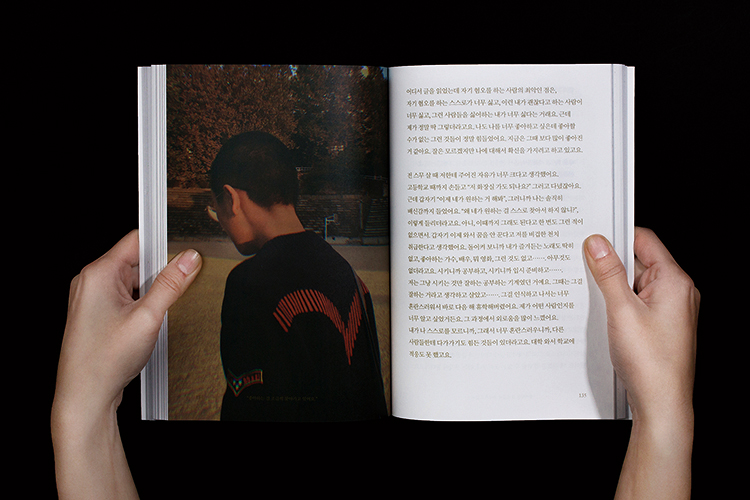 어디서 글을 읽었는데 자기 혐오를 하는 사람의 최악인 점은,
자기 혐오를 하는 스스로가 너무 싫고, 이런 내가 괜찮다고 하는 사람이
너무 싫고, 그런 사람들을 싫어하는 내가 너무 싫다는 거래요. 근데
제가 정말 딱 그렇더라고요. 나도 나를 너무 좋아하고 싶은데 좋아할
수가 없는 그런 것들이 정말 힘들었어요. 지금은 그때 보다 많이 좋아진
거 같아요. 잘은 모르겠지만 나에 대해서 확신을 가지려고 하고 있고요.
전 스무 살 때 저한테 주어진 자유가 너무 크다고 생각했어요.
고등학교 때까지 손들고 "저 화장실 가도 되나요?" 그러고 다녔잖아요.
근데 갑자기 "이제 네가 원하는 거 해봐", 그러니까 나는 솔직히
배신감까지 들었어요. "왜 네가 원하는 걸 스스로 찾아서 하지 않니?",
이렇게 들리더라고요. 아니, 이때까지 그래도 된다고 한 번도 그런 적이
없으면서. 갑자기 이제 와서 꿈을 안 꾼다고 저를 비겁한 천치
취급한다고 생각했어요. 돌이켜 보니까 내가 즐겨듣는 노래도 딱히
없고, 좋아하는 가수, 배우, 뭐 영화, 그런 것도 없고…… 아무것도
없더라고요. 시키니까 공부하고, 시키니까 입시 준비하고……,
저는 그냥 시키는 것만 잘하는 공부하는 기계였던 거예요. 그때는 그걸
잘하는 거라고 생각하고 살았고……. 그걸 인식하고 나서는 너무
혼란스러워서 바로 다음 해 휴학해버렸어요. 제가 어떤 사람인지를
너무 알고 싶었거든요. 그 과정에서 외로움을 많이 느꼈어요.
내가 나 스스로를 모르니까, 그래서 너무 혼란스러우니까, 다른
사람들한테 다가가기도 힘든 것들이 있더라고요. 대학 와서 학교에
적응도 못 했고요.
135